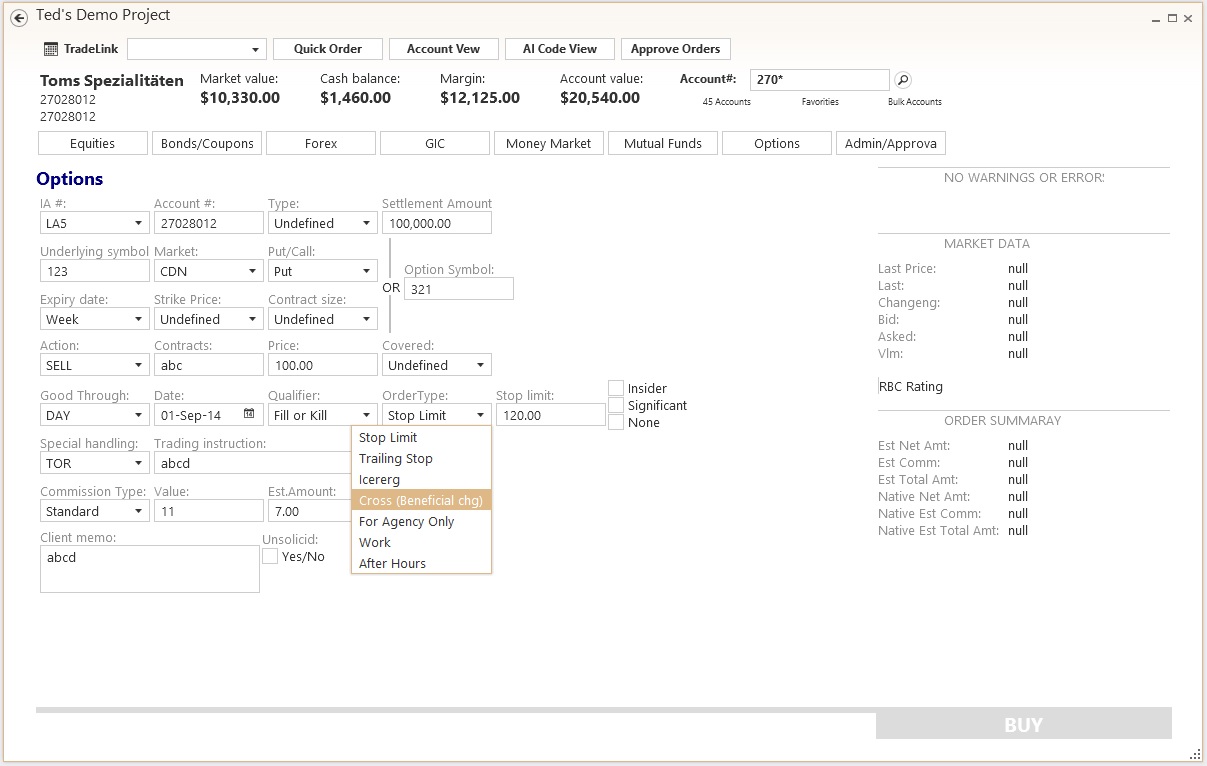 Ted's Demo Project
TradeLink Quick Order Account Vew AI Code View Approve Orders
Toms Spezialitäten Market value: Cash balance: Margin: Account value: Account#: 270*
27028012 $10,330.00 $1,460.00 $12,125.00 $20,540.00 45 Accounts Favorities Bulk Accounts
27028012
Equities Bonds/Coupons Forex GIC Money Market Mutual Funds Options Admin/Approva
Options NO WARNINGS OR ERROR!
IA #: Account #: Type: Settlement Amount
LA5 27028012 Undefined 100,000.00
MARKET DATA
Underlying symbol Market: Put/Call:
123 CDN Put Option Symbol: Last Price: null
OR 321 Last: null
Expiry date: Strike Price: Contract size: Changeng: null
Week Undefined Undefined Bid: null
Asked: null
Action: Contracts: Price: Covered: Vlm: null
SELL abc 100.00 Undefined
RBC Rating
Good Through: Date: Qualifier: OrderType: Stop limit: Insider
DAY 01-Sep-14 14 Fill or Kill Stop Limit 120.00 Significant
None
ORDER SUMMARAY
Stop Limit
Special handling: Trading instruction: Est Net Amt: null
TOR abcd Trailing Stop Est Comm: null
Icererg Est Total Amt: null
Commission Type: Value: Est.Amount: Cross (Beneficial chg) Native Net Amt: null
Standard 11 7.00 For Agency Only Native Est Comm: null
Native Est Total Amt: null
Client memo: Unsolicid: Work
abcd Yes/No After Hours
BUY